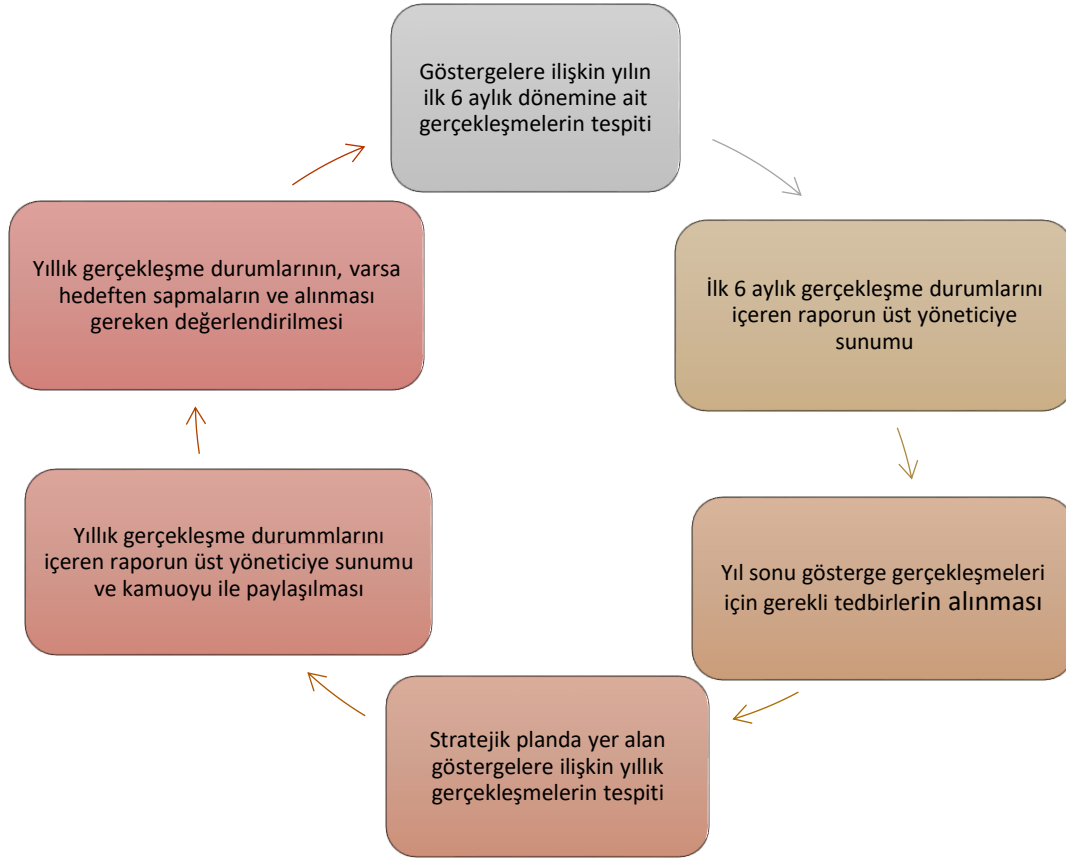 Göstergelere ilişkin yılın
ilk 6 aylık dönemine ait
gerçekleşmelerin tespiti
İlk 6 aylık gerçekleşme durumlarını
içeren raporun üst yöneticiye
sunumu
Yıl sonu gösterge gerçekleşmeleri
için gerekli tedbirlerin alınması
Stratejik planda yer alan
göstergelere ilişkin yıllık
gerçekleşmelerin tespiti
Yıllık gerçekleşme durummlarını
içeren raporun üst yöneticiye sunumu
ve kamuoyu ile paylaşılması
Yıllık gerçekleşme durumlarının, varsa
hedeften sapmaların ve alınması
gereken değerlendirilmesi